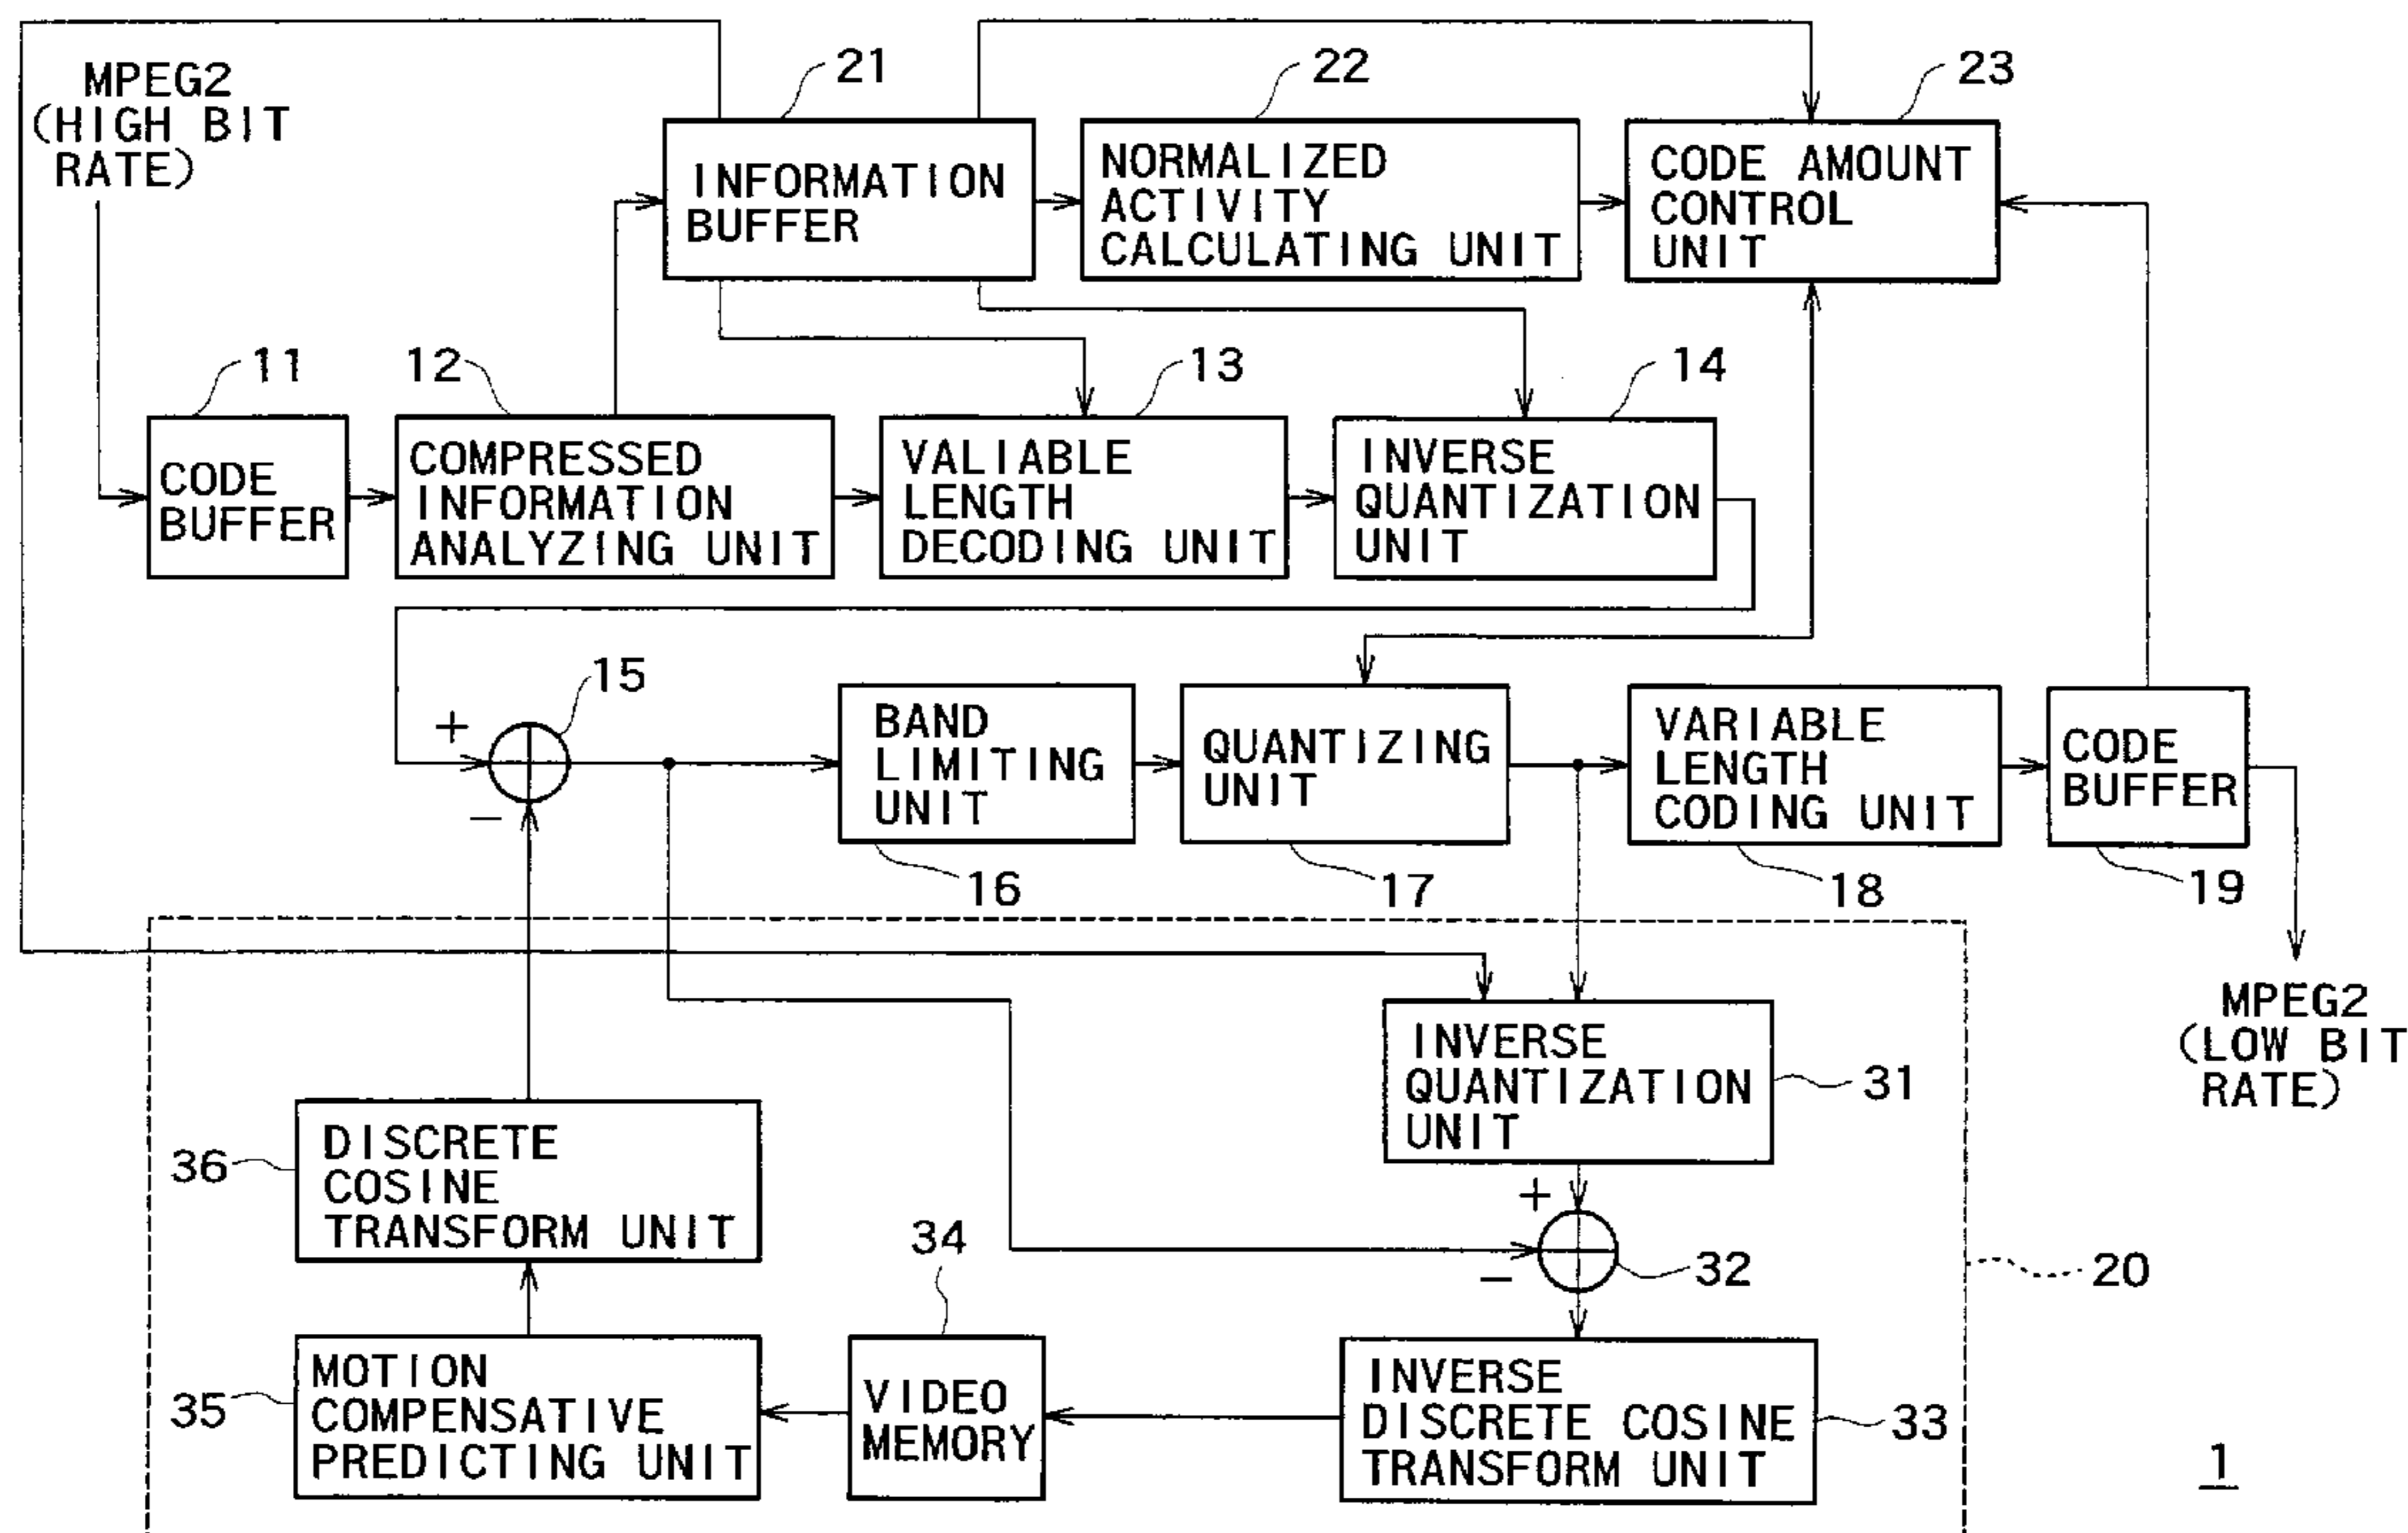 MPEG2
(HIGH BIT
RATE)
21
22
23
INFORMATION
BUFFER
NORMALIZED
ACTIVITY
CALCULATING UNIT
CODE AMOUNT
CONTROL
UNIT
11
12
13
14
CODE
BUFFER
COMPRESSED
INFORMATION
ANALYZING UNIT
VALIABLE
LENGTH
DECODING UNIT
INVERSE
QUANTIZATION
UNIT
15
+
−
BAND
LIMITING
UNIT
QUANTIZING
UNIT
VARIABLE
LENGTH
CODING UNIT
CODE
BUFFER
16
17
18
19
MPEG2
(LOW BIT
RATE)
INVERSE
QUANTIZATION
UNIT
31
36
DISCRETE
COSINE
TRANSFORM UNIT
+
−
32
20
34
35
MOTION
COMPENSATIVE
PREDICTING UNIT
VIDEO
MEMORY
INVERSE
DISCRETE COSINE
TRANSFORM UNIT
33
1